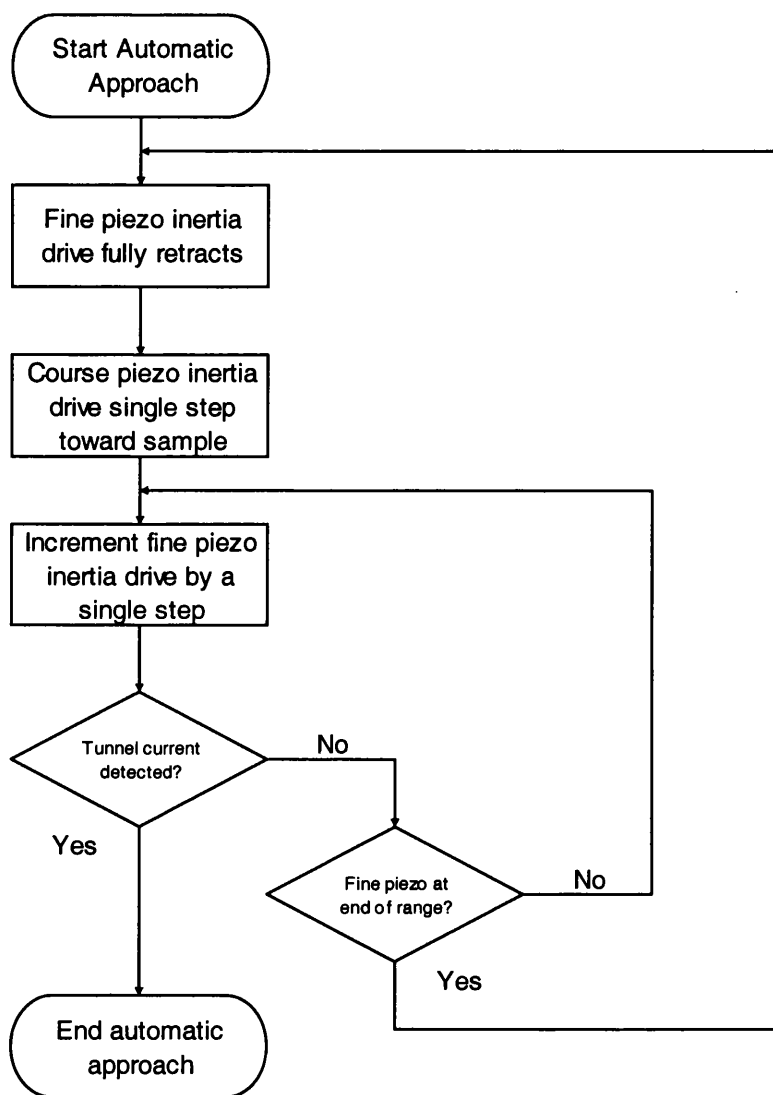 Start Automatic
Approach
Fine piezo inertia
drive fully retracts
Course piezo inertia
drive single step
toward sample
Increment fine piezo
inertia drive by a
single step
Tunnel current
detected?
No
Yes
Fine piezo at
end of range?
No
Yes
End automatic
approach